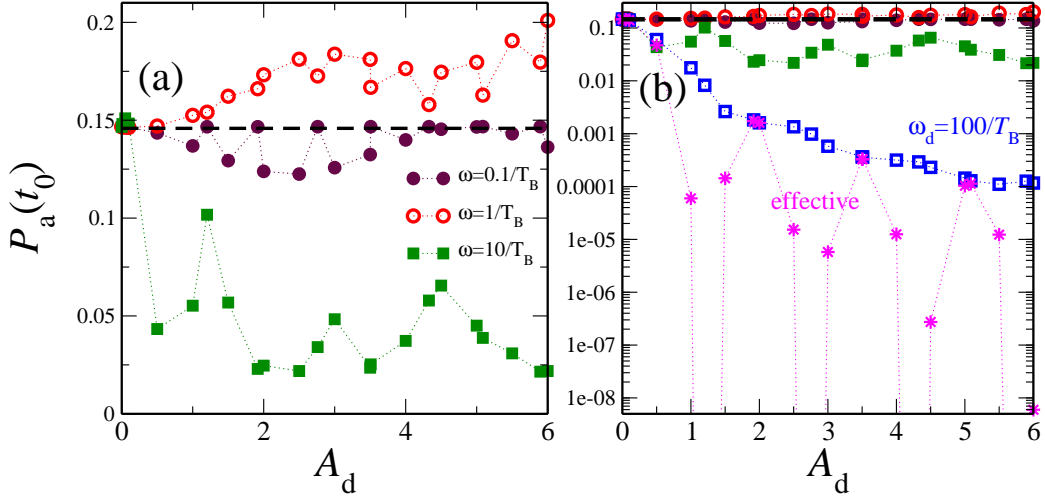 0.2
0.15
0.1
0.05
0
P_a(t_0)
(a)
ω=0.1/T_B
ω=1/T_B
ω=10/T_B
0 2 4 6
A_d
0.1
0.01
0.001
0.0001
1e-05
1e-06
1e-07
1e-08
(b)
ω_d=100/T_B
effective
0 1 2 3 4 5 6
A_d